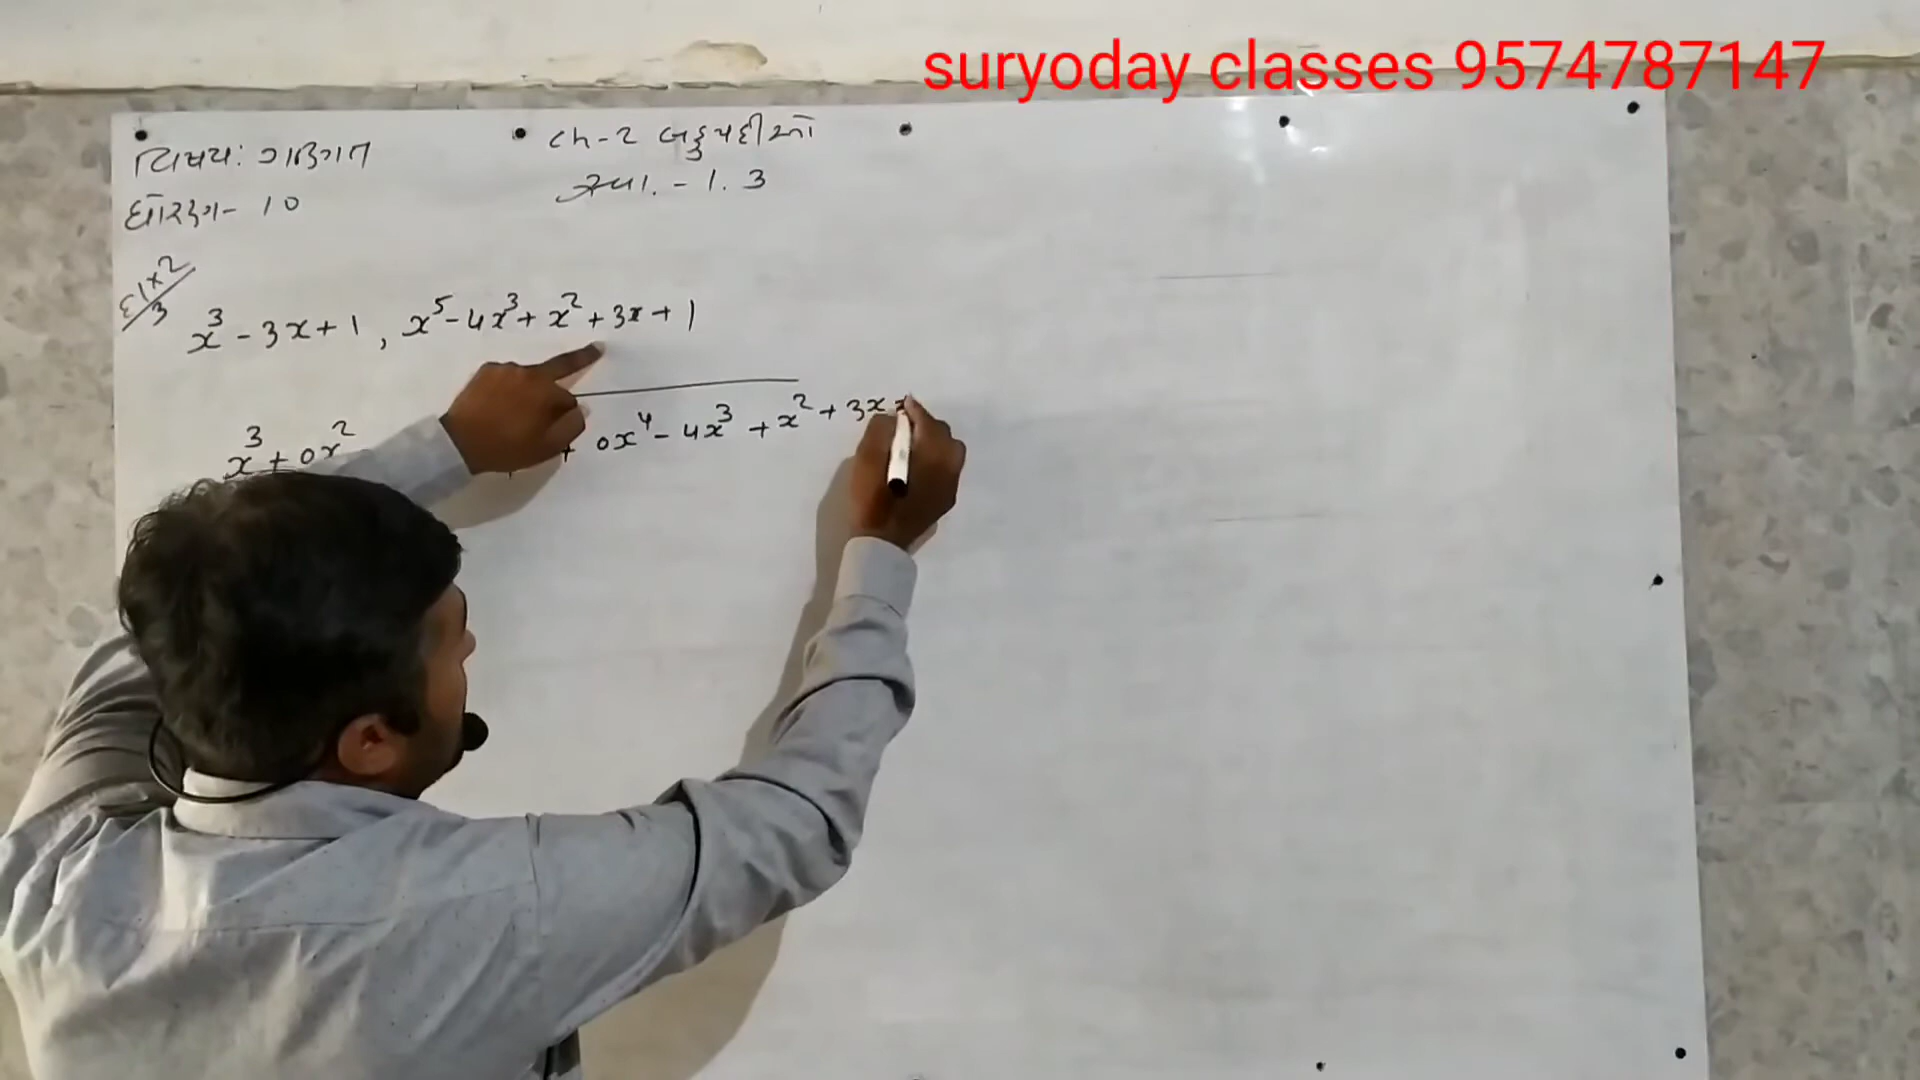 suryoday classes 9574787147
વિષય: ગણિત
ધોરણ- 10
ch-2 બહુપદીઓ
સ્વા. - 1.3
x³ - 3x + 1, x⁵ - 4x³ + x² + 3x + 1
x³ + 0x²
+ 0x⁴ - 4x³ + x² + 3x +